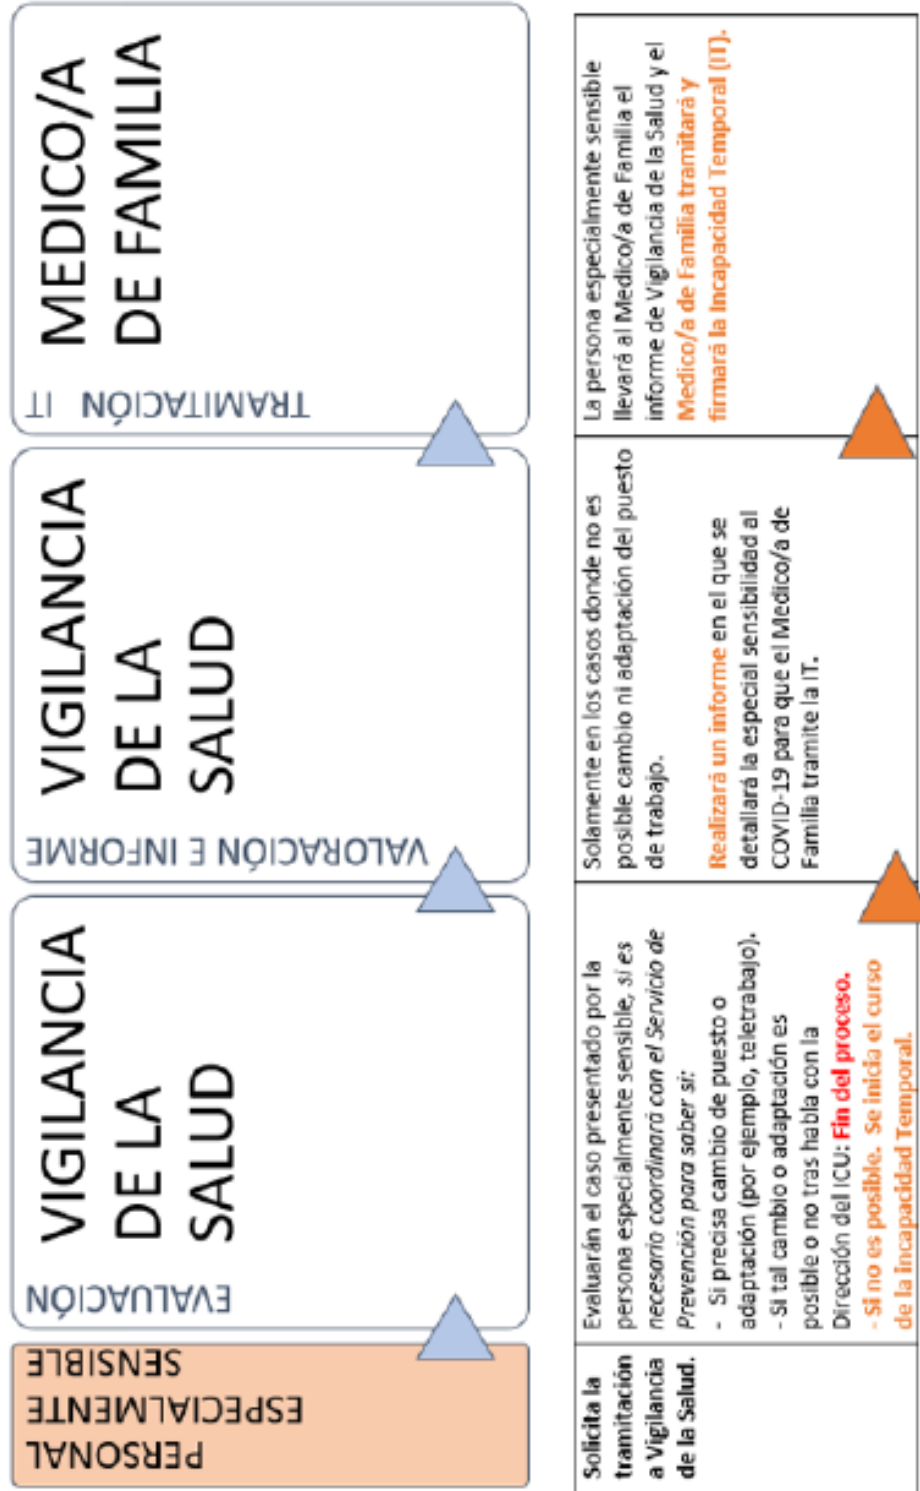 PERSONAL
ESPECIALMENTE
SENSIBLE
EVALUACIÓN
VIGILANCIA
DE LA
SALUD
VALORACIÓN E INFORME
VIGILANCIA
DE LA
SALUD
TRAMITACIÓN IT
MEDICO/A
DE FAMILIA
Solicita la
tramitación
a Vigilancia
de la Salud.
Evaluarán el caso presentado por la
persona especialmente sensible, si es
necesario coordinará con el Servicio de
Prevención para saber si:
- Si precisa cambio de puesto o
adaptación (por ejemplo, teletrabajo).
- Si tal cambio o adaptación es
posible o no tras habla con la
Dirección del ICU: Fin del proceso.
- Si no es posible. Se inicia el curso
de la incapacidad Temporal.
Solamente en los casos donde no es
posible cambio ni adaptación del puesto
de trabajo.
Realizará un informe en el que se
detallará la especial sensibilidad al
COVID-19 para que el Medico/a de
Familia tramite la IT.
La persona especialmente sensible
llevará al Medico/a de Familia el
informe de Vigilancia de la Salud y el
Medico/a de Familia tramitará y
firmará la Incapacidad Temporal (IT).